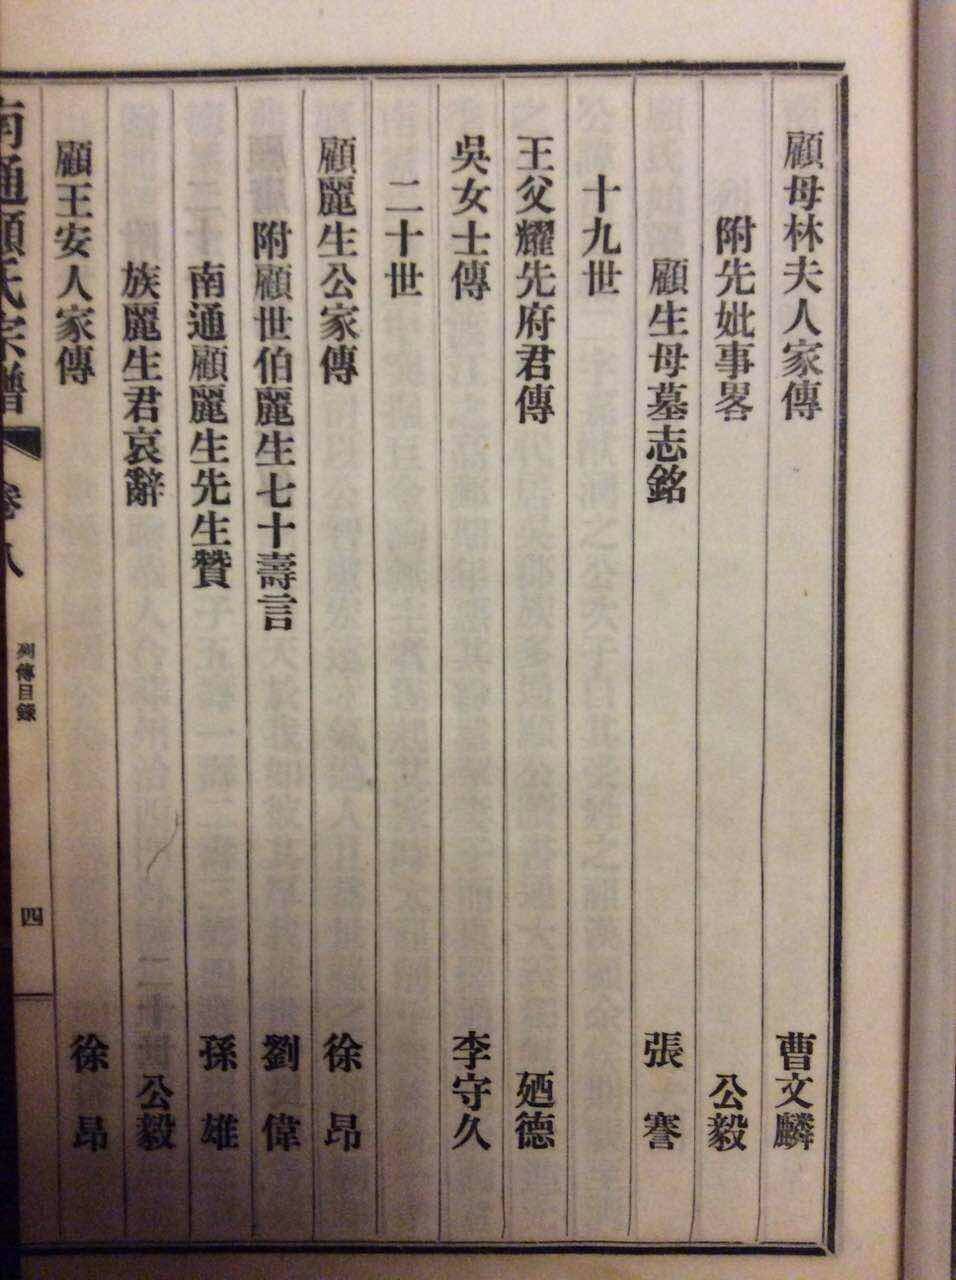 顧母林夫人家傳　曹文麟
附先妣事畧　公毅
顧生母墓志銘　張謇
十九世
王父耀先府君傳　廼德
吳女士傳　李守久
二十世
顧麗生公家傳　徐昂
附顧世伯麗生七十壽言　劉偉
南通顧麗生先生贊　孫雄
族麗生君哀辭　公毅
顧王安人家傳　徐昂
南通顧氏宗譜　卷八　列傳目錄　四